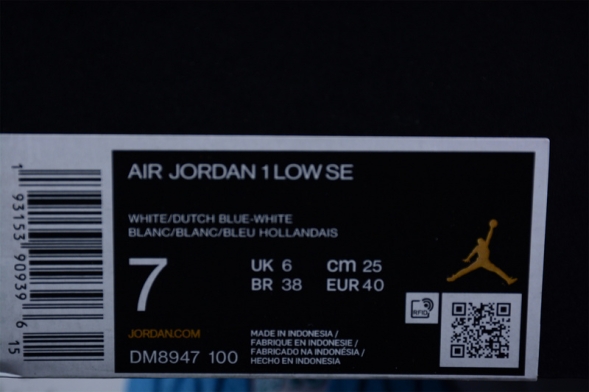 AIR JORDAN 1 LOW SE
WHITE/DUTCH BLUE-WHITE
BLANC/BLANC/BLEU HOLLANDAIS
7
UK 6 cm 25
BR 38 EUR 40
RFID
JORDAN.COM
DM8947 100
MADE IN INDONESIA /
FABRIQUE EN INDONESIE /
FABRICADO NA INDONÉSIA /
HECHO EN INDONESIA
1 93153 90939 6 15